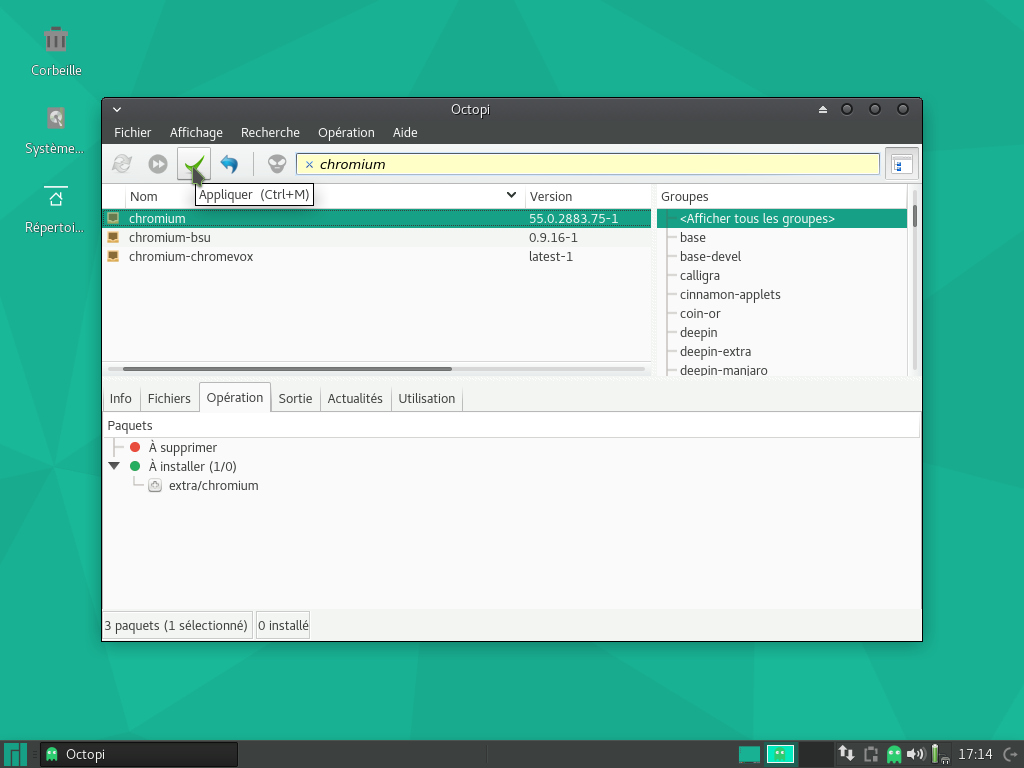 Corbeille
Système...
Répertoi...
Octopi
Fichier Affichage Recherche Opération Aide
chromium
Appliquer (Ctrl+M)
Nom Version Groupes
chromium 55.0.2883.75-1 <Afficher tous les groupes>
chromium-bsu 0.9.16-1 base
chromium-chromevox latest-1 base-devel
calligra
cinnamon-applets
coin-or
deepin
deepin-extra
deepin-manjaro
Info Fichiers Opération Sortie Actualités Utilisation
Paquets
À supprimer
À installer (1/0)
extra/chromium
3 paquets (1 sélectionné) 0 installé
Octopi 17:14